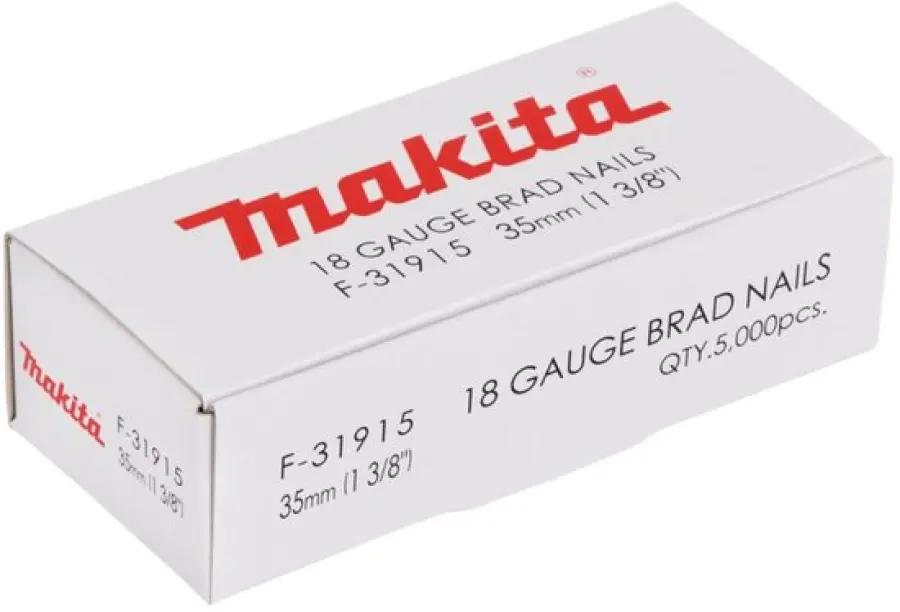 makita®
18 GAUGE BRAD NAILS
F-31915 35mm (1 3/8")
makita®
F-31915
35mm (1 3/8")
F-31915
35mm (1 3/8")
18 GAUGE BRAD NAILS
QTY.5,000pcs.